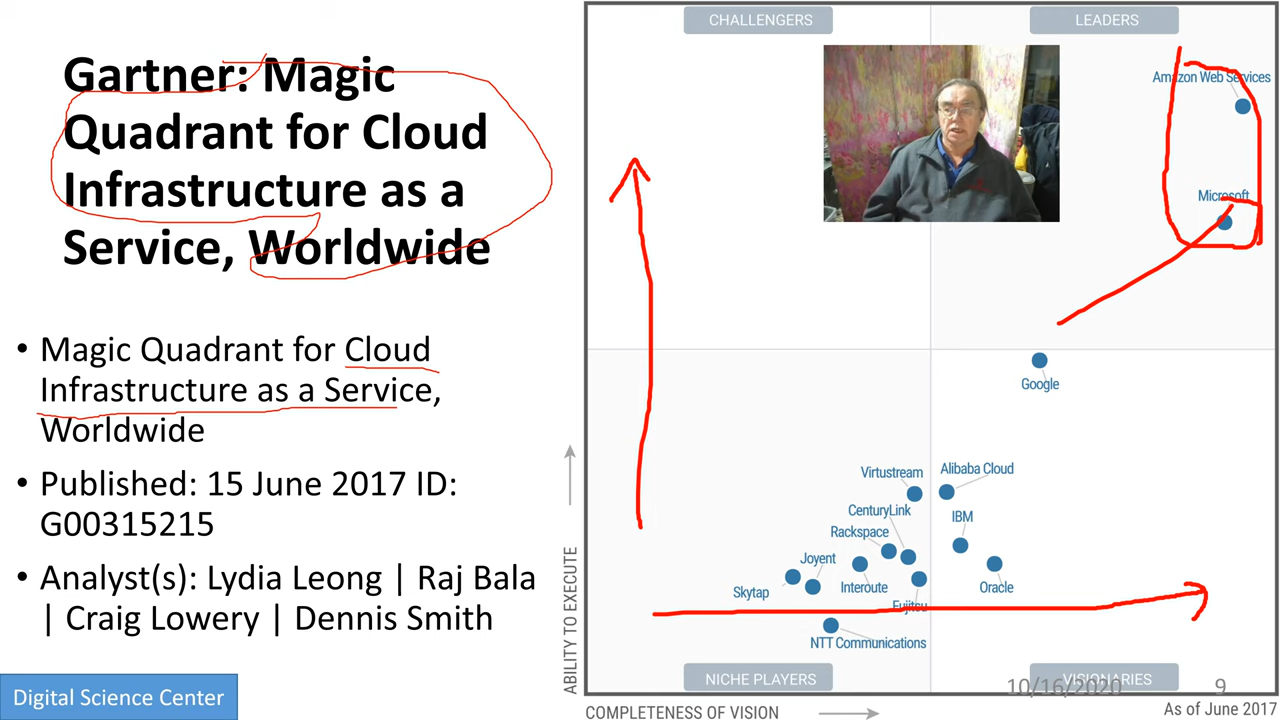 Gartner: Magic
Quadrant for Cloud
Infrastructure as a
Service, Worldwide
• Magic Quadrant for Cloud
Infrastructure as a Service,
Worldwide
• Published: 15 June 2017 ID:
G00315215
• Analyst(s): Lydia Leong | Raj Bala
| Craig Lowery | Dennis Smith
Digital Science Center
CHALLENGERS
LEADERS
Amazon Web Services
Microsoft
Google
Virtustream
Alibaba Cloud
CenturyLink
IBM
Rackspace
Joyent
Skytap
Interoute
Oracle
Fujitsu
NTT Communications
NICHE PLAYERS
VISIONARIES
10/16/2020
9
ABILITY TO EXECUTE
COMPLETENESS OF VISION
As of June 2017